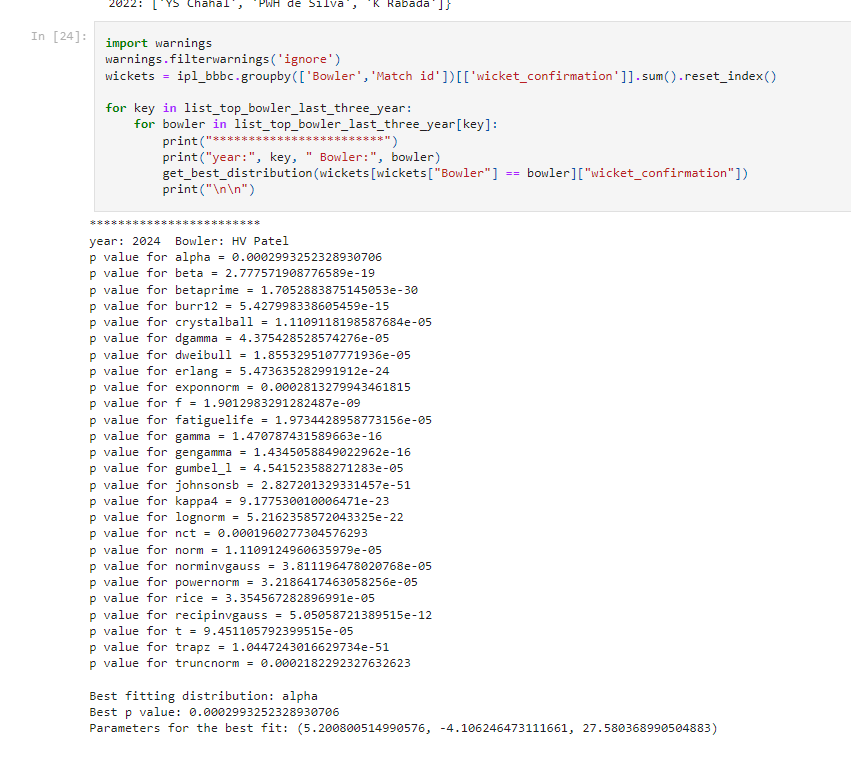 2022: ['YS Chahal', 'PWH de Silva', 'K Rabada']}
In [24]:
import warnings
warnings.filterwarnings('ignore')
wickets = ipl_bbbc.groupby(['Bowler','Match id'])[['wicket_confirmation']].sum().reset_index()
for key in list_top_bowler_last_three_year:
    for bowler in list_top_bowler_last_three_year[key]:
        print("************************")
        print("year:", key, " Bowler:", bowler)
        get_best_distribution(wickets[wickets["Bowler"] == bowler]["wicket_confirmation"])
        print("\n\n")
************************
year: 2024  Bowler: HV Patel
p value for alpha = 0.0002993252328930706
p value for beta = 2.777571908776589e-19
p value for betaprime = 1.7052883875145053e-30
p value for burr12 = 5.427998338605459e-15
p value for crystalball = 1.1109118198587684e-05
p value for dgamma = 4.375428528574276e-05
p value for dweibull = 1.8553295107771936e-05
p value for erlang = 5.473635282991912e-24
p value for exponnorm = 0.0002813279943461815
p value for f = 1.9012983291282487e-09
p value for fatiguelife = 1.9734428958773156e-05
p value for gamma = 1.470787431589663e-16
p value for gengamma = 1.4345058849022962e-16
p value for gumbel_l = 4.541523588271283e-05
p value for johnsonsb = 2.827201329331457e-51
p value for kappa4 = 9.177530010006471e-23
p value for lognorm = 5.2162358572043325e-22
p value for nct = 0.0001960277304576293
p value for norm = 1.1109124960635979e-05
p value for norminvgauss = 3.811196478020768e-05
p value for powernorm = 3.2186417463058256e-05
p value for rice = 3.354567282896991e-05
p value for recipinvgauss = 5.05058721389515e-12
p value for t = 9.451105792399515e-05
p value for trapz = 1.0447243016629734e-51
p value for truncnorm = 0.0002182292327632623
Best fitting distribution: alpha
Best p value: 0.0002993252328930706
Parameters for the best fit: (5.200800514990576, -4.106246473111661, 27.580368990504883)